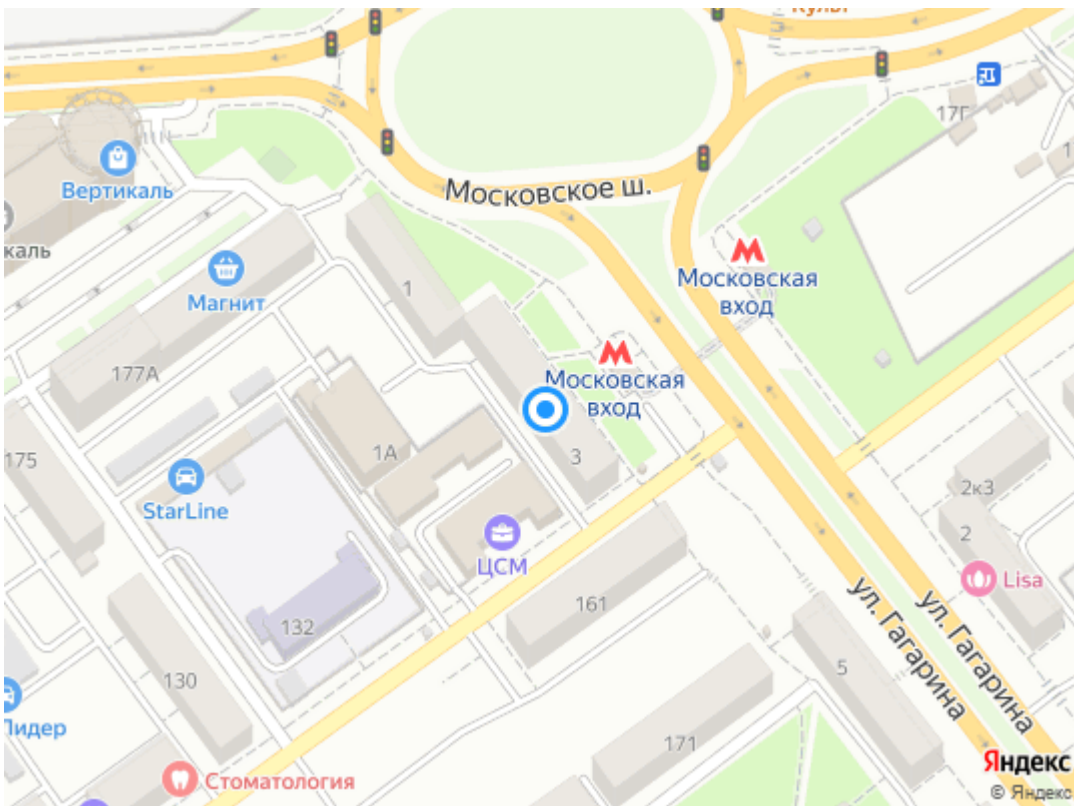 17Г
Вертикаль
Московское ш.
каль
Московская
вход
1
Магнит
Московская
вход
177А
175
1А
3
2к3
StarLine
2
ЦСМ
Lisa
161
132
ул. Гагарина
ул. Гагарина
130
5
Лидер
171
Стоматология
Яндекс
© Яндекс